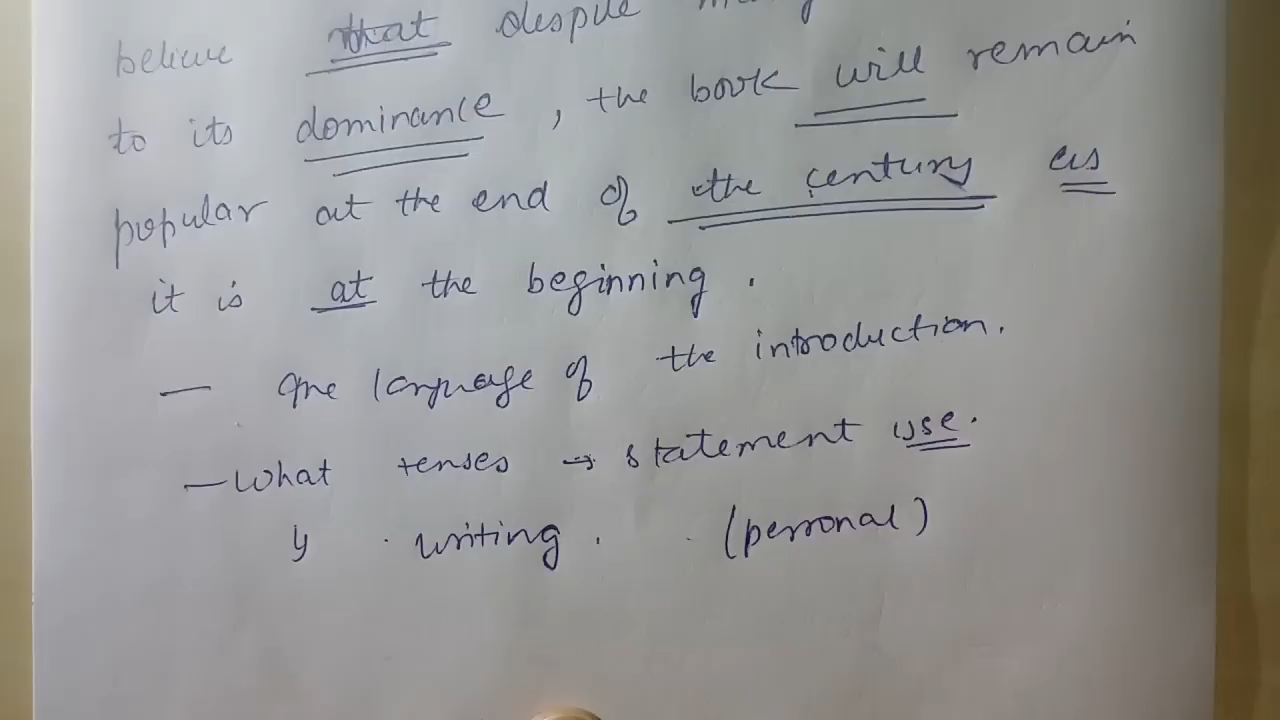 believe that despite
to its dominance, the book will remain
popular at the end of the century as
it is at the beginning.
— The language of the introduction.
— What tenses → statement use.
writing. (personal)